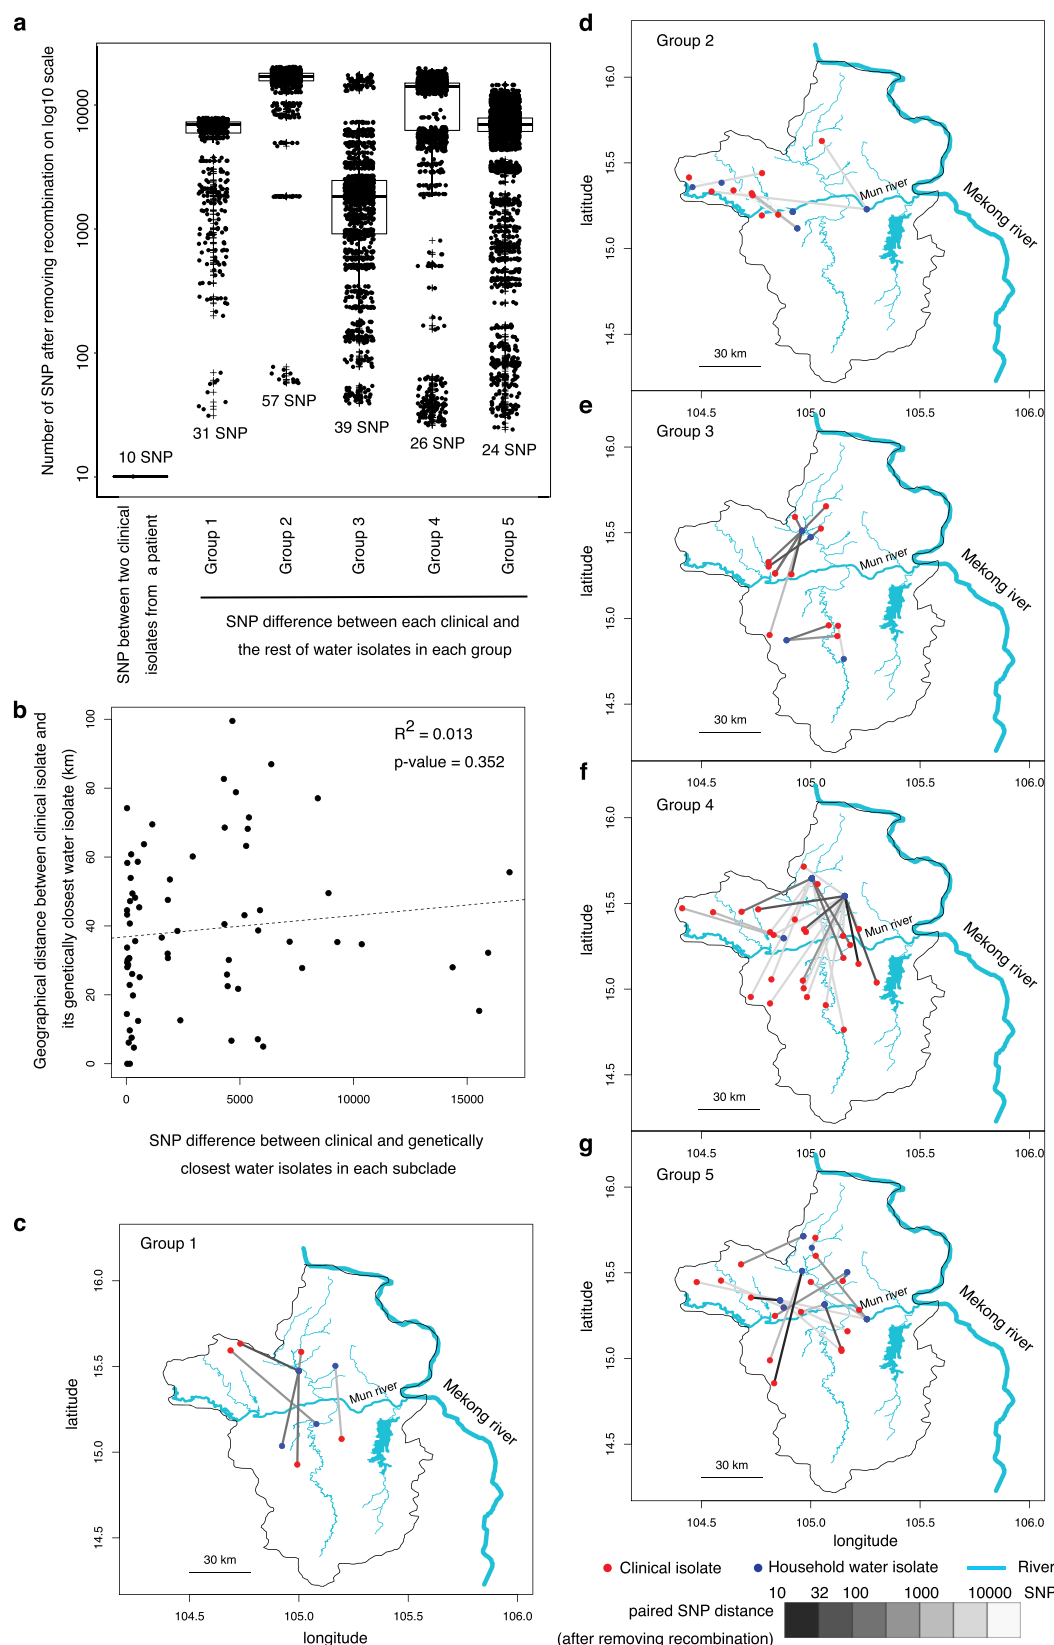 a
Number of SNP after removing recombination on log10 scale
10000
1000
100
10
10 SNP
31 SNP
57 SNP
39 SNP
26 SNP
24 SNP
SNP between two clinical
isolates from a patient
Group 1
Group 2
Group 3
Group 4
Group 5
SNP difference between each clinical and
the rest of water isolates in each group
b
Geographical distance between clinical isolate and
its genetically closest water isolate (km)
100
80
60
40
20
0
R2 = 0.013
p-value = 0.352
0 5000 10000 15000
SNP difference between clinical and genetically
closest water isolates in each subclade
c
Group 1
latitude
16.0
15.5
15.0
14.5
Mun river
Mekong river
30 km
104.5 105.0 105.5 106.0
longitude
d
Group 2
latitude
16.0
15.5
15.0
14.5
Mun river
Mekong river
30 km
104.5 105.0 105.5 106.0
e
Group 3
latitude
16.0
15.5
15.0
14.5
Mun river
Mekong iver
30 km
104.5 105.0 105.5 106.0
f
Group 4
latitude
16.0
15.5
15.0
14.5
Mun river
Mekong river
30 km
104.5 105.0 105.5 106.0
g
Group 5
latitude
16.0
15.5
15.0
14.5
Mun river
Mekong river
30 km
104.5 105.0 105.5 106.0
longitude
Clinical isolate Household water isolate River
10 32 100 1000 10000 SNP
paired SNP distance
(after removing recombination)